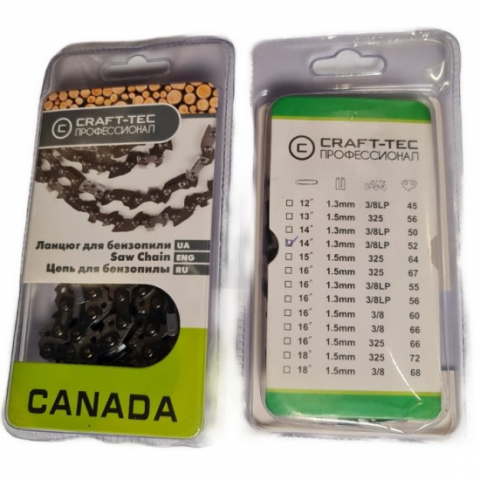 CRAFT-TEC
ПРОФЕССИОНАЛ
Ланцюг для бензопили UA
Saw Chain ENG
Цепь для бензопилы RU
CANADA
CRAFT-TEC
ПРОФЕССИОНАЛ
12" 1.3mm 3/8LP 45
13" 1.5mm 325 56
14" 1.3mm 3/8LP 50
14" 1.3mm 3/8LP 52
15" 1.5mm 325 64
16" 1.5mm 325 67
16" 1.3mm 3/8LP 55
16" 1.3mm 3/8LP 56
16" 1.5mm 3/8 60
16" 1.5mm 3/8 66
16" 1.5mm 325 66
18" 1.5mm 325 72
18" 1.5mm 3/8 68